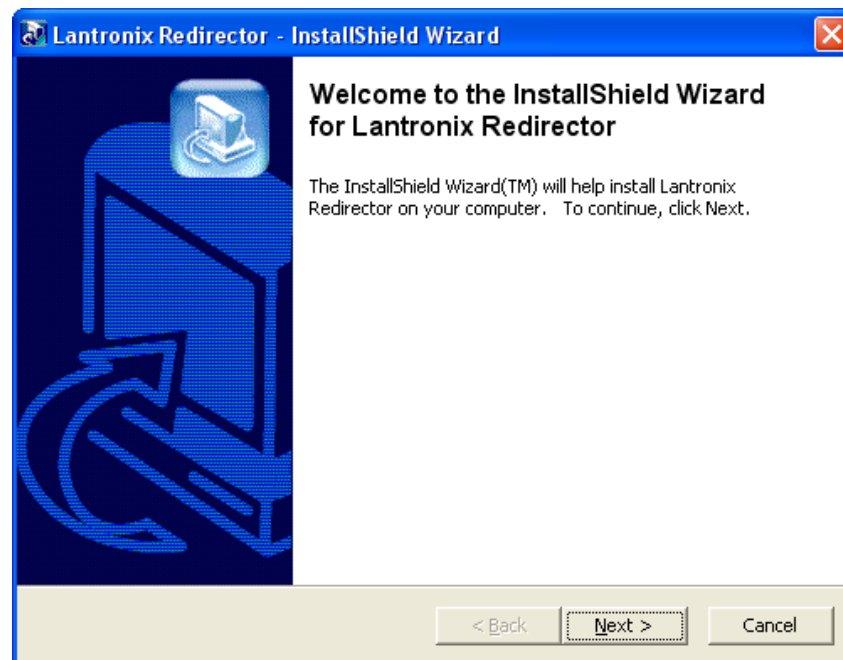 Lantronix Redirector - InstallShield Wizard
Welcome to the InstallShield Wizard
for Lantronix Redirector
The InstallShield Wizard(TM) will help install Lantronix
Redirector on your computer.   To continue, click Next.
< Back
Next >
Cancel